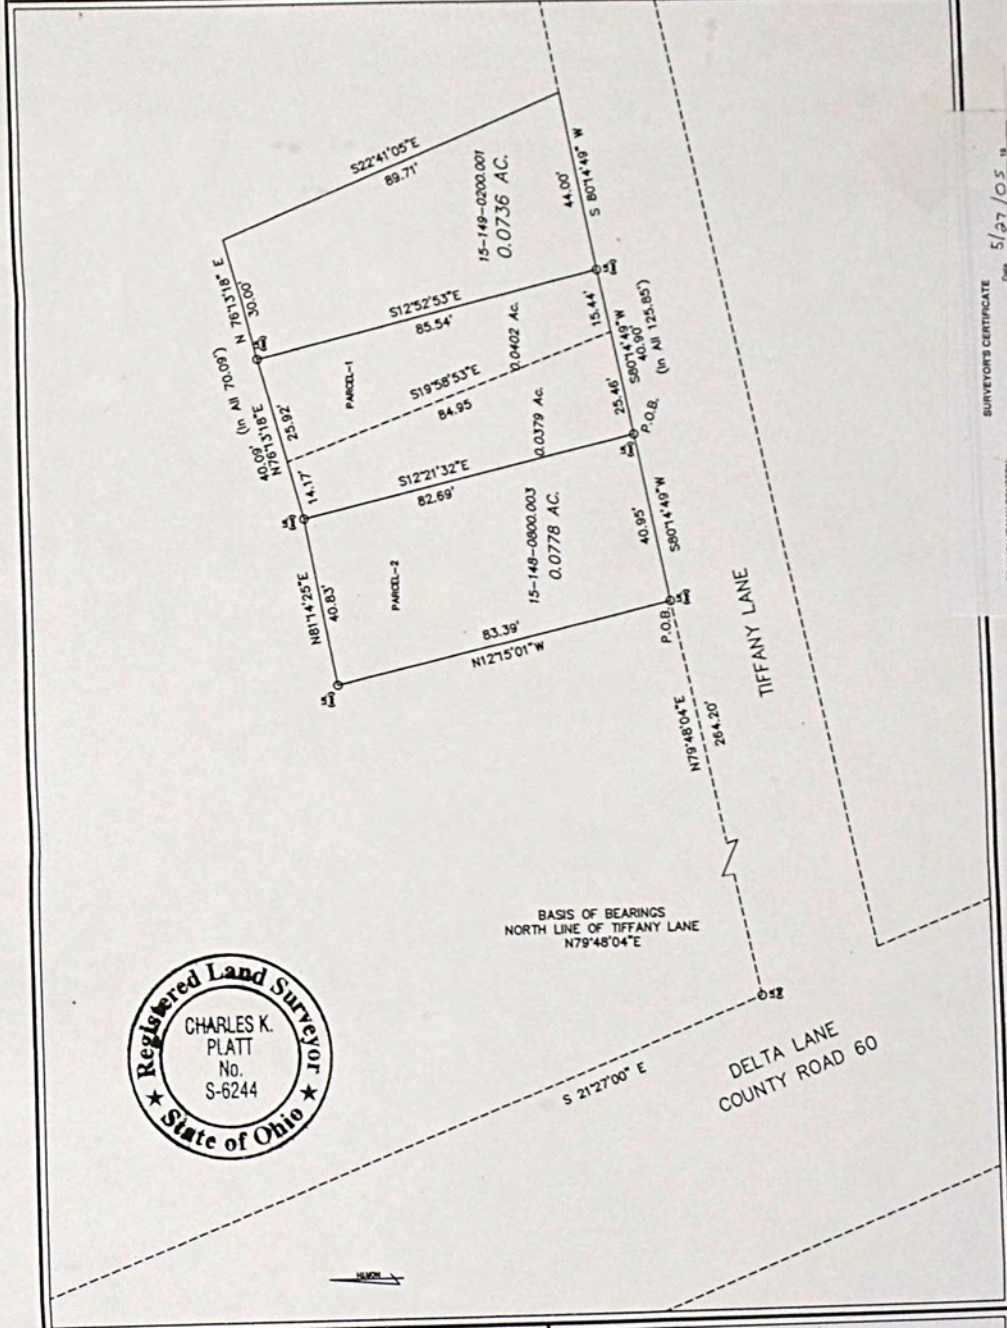 S22°41'05"E
89.71'
15-149-0200.001
0.0736 AC.
44.00'
S 80°14'49" W
N 76°13'18" E
30.00'
S12°52'53"E
85.54'
40.09' (In All 70.09')
N76°13'18"E
25.92'
PARCEL-1
0.0402 Ac.
S19°58'53"E
84.95
15.44'
S80°14'49"W
40.90'
(In All 125.85')
25.46'
P.O.B.
14.17'
0.0379 Ac.
S12°21'32"E
82.69'
N81°14'25"E
40.83'
PARCEL-2
15-148-0800.003
0.0778 AC.
40.95'
S80°14'49"W
83.39'
N12°15'01"W
P.O.B.
TIFFANY LANE
N79°48'04"E
264.20'
BASIS OF BEARINGS
NORTH LINE OF TIFFANY LANE
N79°48'04"E
Registered Land Surveyor
CHARLES K.
PLATT
No.
S-6244
State of Ohio
S 21°27'00" E
DELTA LANE
COUNTY ROAD 60
NORTH
SURVEYOR'S CERTIFICATE
Date 5/27/05 19